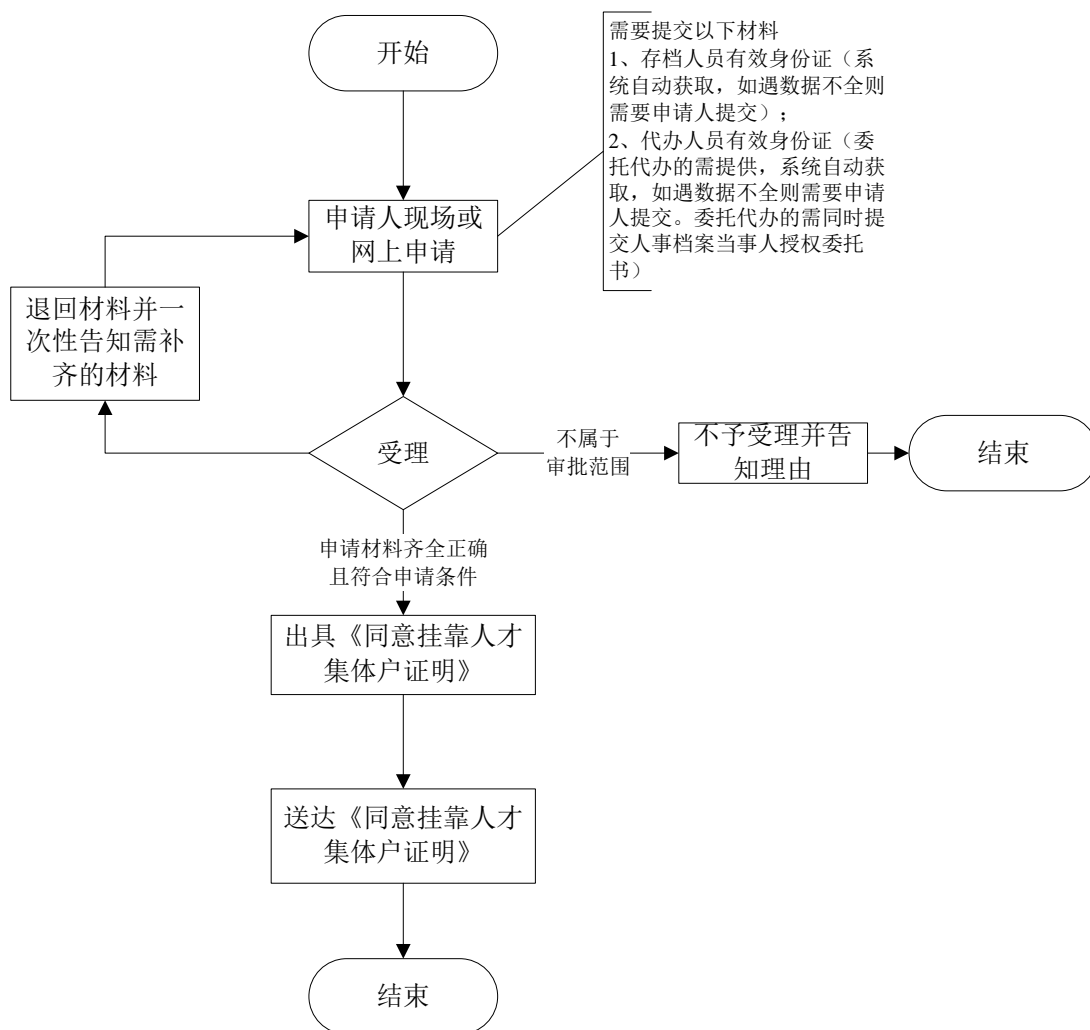 开始
需要提交以下材料
1、存档人员有效身份证（系
统自动获取，如遇数据不全则
需要申请人提交）；
2、代办人员有效身份证（委
托代办的需提供，系统自动获
取，如遇数据不全则需要申请
人提交。委托代办的需同时提
交人事档案当事人授权委托
书）
申请人现场或
网上申请
退回材料并一
次性告知需补
齐的材料
受理
不属于
审批范围
不予受理并告
知理由
结束
申请材料齐全正确
且符合申请条件
出具《同意挂靠人才
集体户证明》
送达《同意挂靠人才
集体户证明》
结束